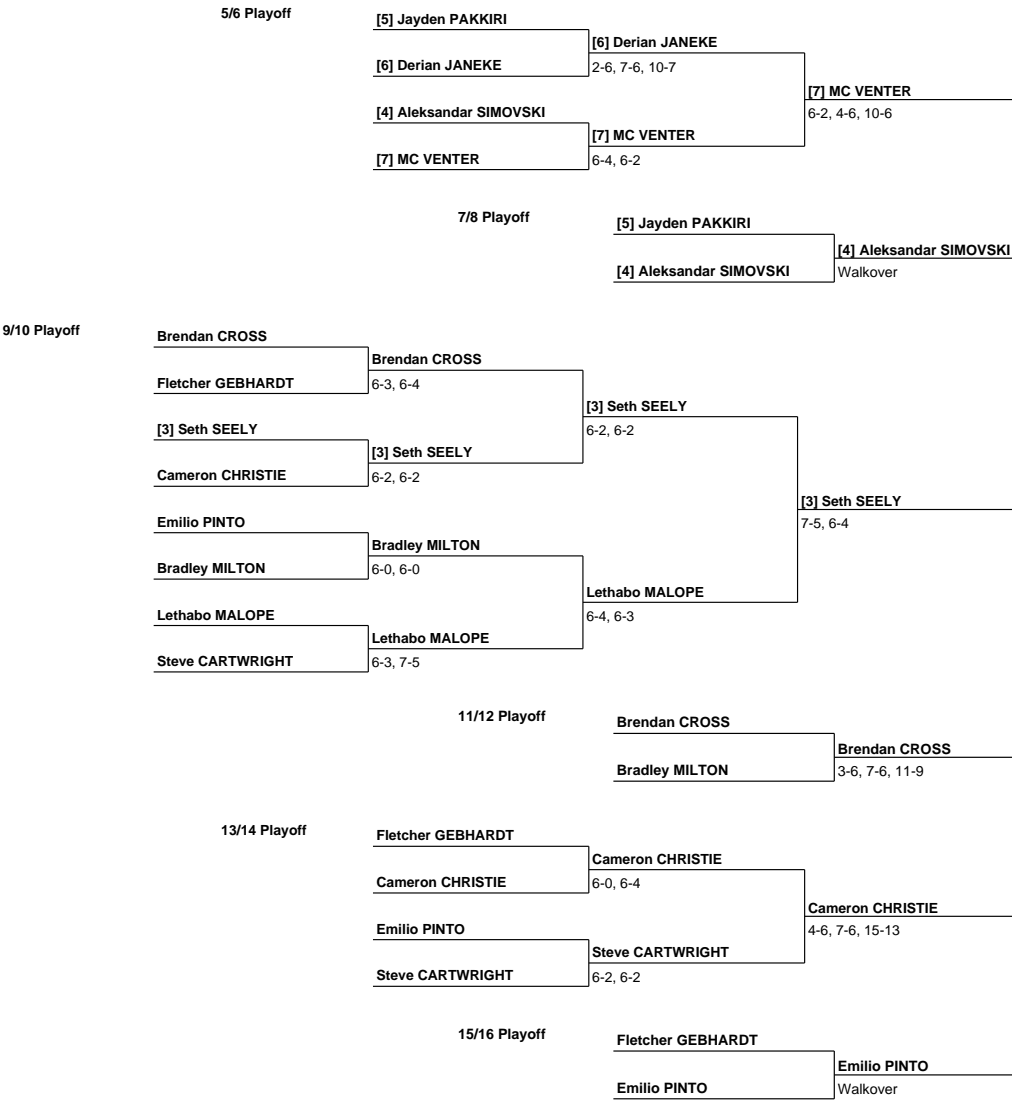 5/6 Playoff
[5] Jayden PAKKIRI
[6] Derian JANEKE
[6] Derian JANEKE
2-6, 7-6, 10-7
[7] MC VENTER
6-2, 4-6, 10-6
[4] Aleksandar SIMOVSKI
[7] MC VENTER
[7] MC VENTER
6-4, 6-2
7/8 Playoff
[5] Jayden PAKKIRI
[4] Aleksandar SIMOVSKI
[4] Aleksandar SIMOVSKI
Walkover
9/10 Playoff
Brendan CROSS
Brendan CROSS
Fletcher GEBHARDT
6-3, 6-4
[3] Seth SEELY
6-2, 6-2
[3] Seth SEELY
[3] Seth SEELY
Cameron CHRISTIE
6-2, 6-2
[3] Seth SEELY
7-5, 6-4
Emilio PINTO
Bradley MILTON
Bradley MILTON
6-0, 6-0
Lethabo MALOPE
6-4, 6-3
Lethabo MALOPE
Lethabo MALOPE
Steve CARTWRIGHT
6-3, 7-5
11/12 Playoff
Brendan CROSS
Brendan CROSS
Bradley MILTON
3-6, 7-6, 11-9
13/14 Playoff
Fletcher GEBHARDT
Cameron CHRISTIE
Cameron CHRISTIE
6-0, 6-4
Cameron CHRISTIE
4-6, 7-6, 15-13
Emilio PINTO
Steve CARTWRIGHT
Steve CARTWRIGHT
6-2, 6-2
15/16 Playoff
Fletcher GEBHARDT
Emilio PINTO
Emilio PINTO
Walkover